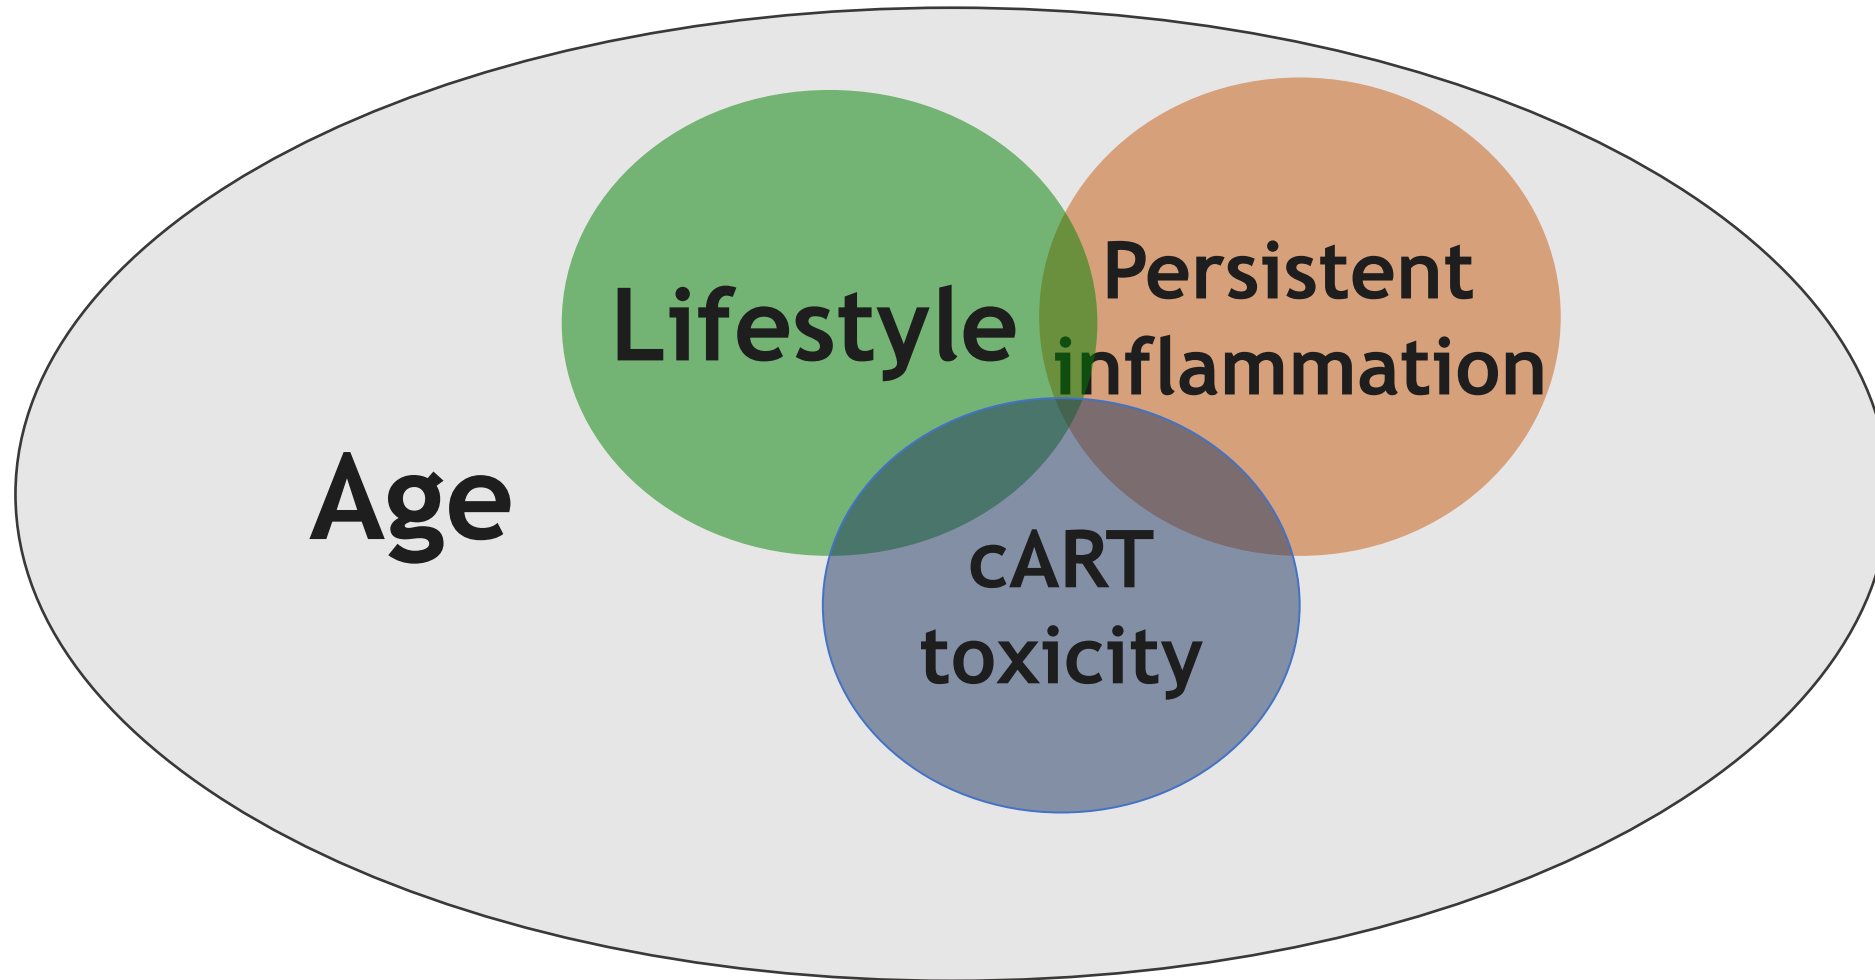 Lifestyle
Persistent
inflammation
Age
cART
toxicity